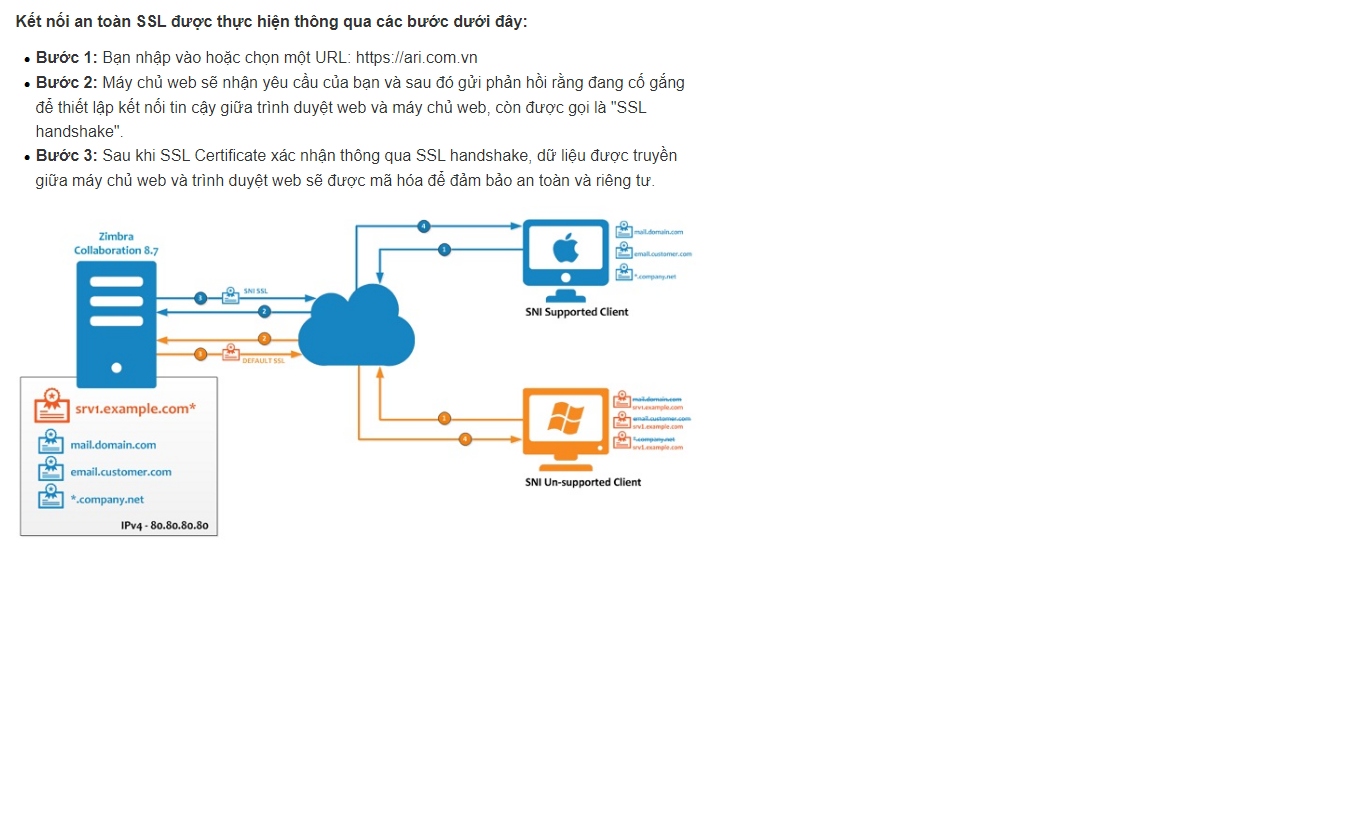 Kết nối an toàn SSL được thực hiện thông qua các bước dưới đây:
• Bước 1: Bạn nhập vào hoặc chọn một URL: https://ari.com.vn
• Bước 2: Máy chủ web sẽ nhận yêu cầu của bạn và sau đó gửi phản hồi rằng đang cố gắng
để thiết lập kết nối tin cậy giữa trình duyệt web và máy chủ web, còn được gọi là "SSL
handshake".
• Bước 3: Sau khi SSL Certificate xác nhận thông qua SSL handshake, dữ liệu được truyền
giữa máy chủ web và trình duyệt web sẽ được mã hóa để đảm bảo an toàn và riêng tư.
Zimbra
Collaboration 8.7
4
1
mail.domain.com
email.customer.com
*.company.net
SNI Supported Client
3
SNI SSL
2
2
3
DEFAULT SSL
srv1.example.com*
mail.domain.com
email.customer.com
*.company.net
IPv4 - 80.80.80.80
1
4
mail.domain.com
srv1.example.com
email.customer.com
srv1.example.com
*.company.net
srv1.example.com
SNI Un-supported Client